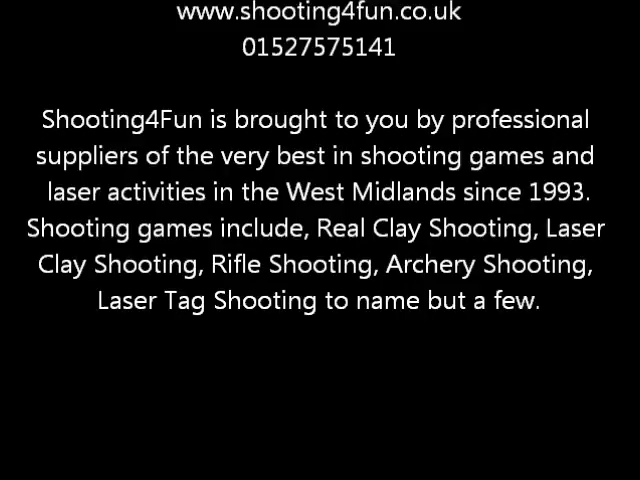 www.shooting4fun.co.uk
01527575141
Shooting4Fun is brought to you by professional
suppliers of the very best in shooting games and
laser activities in the West Midlands since 1993.
Shooting games include, Real Clay Shooting, Laser
Clay Shooting, Rifle Shooting, Archery Shooting,
Laser Tag Shooting to name but a few.